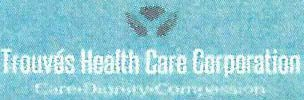 Trouvés Health Care Corporation
Care•Dignity•Compassion